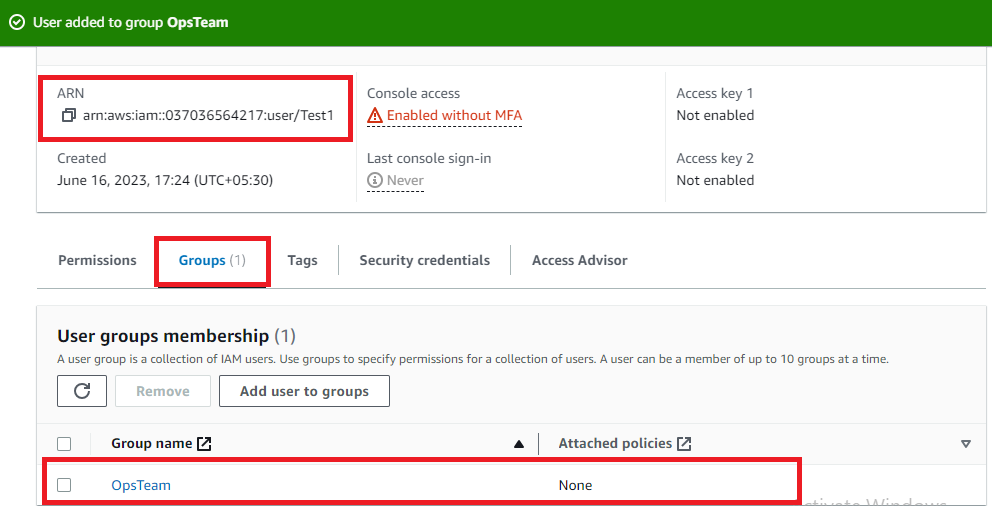 User added to group OpsTeam
ARN
arn:aws:iam::037036564217:user/Test1
Console access
Enabled without MFA
Access key 1
Not enabled
Created
June 16, 2023, 17:24 (UTC+05:30)
Last console sign-in
Never
Access key 2
Not enabled
Permissions
Groups (1)
Tags
Security credentials
Access Advisor
User groups membership (1)
A user group is a collection of IAM users. Use groups to specify permissions for a collection of users. A user can be a member of up to 10 groups at a time.
Remove
Add user to groups
Group name
Attached policies
OpsTeam
None
Windows